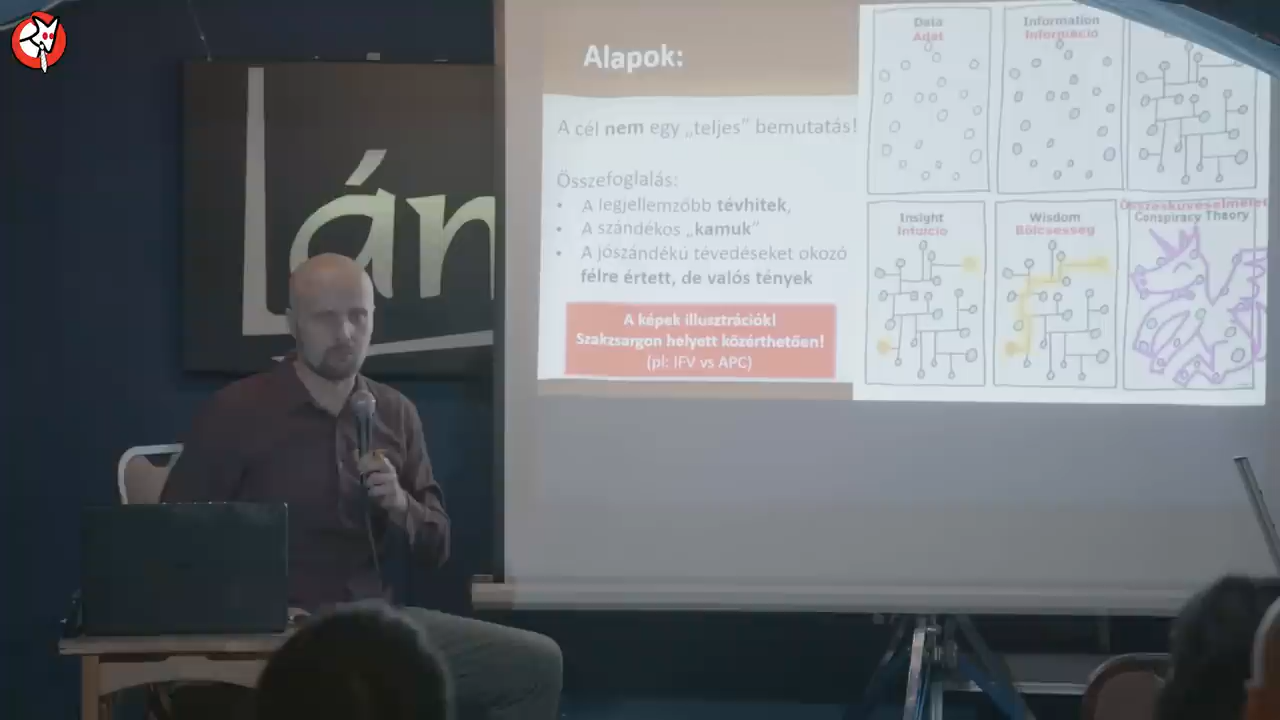 Lán
Alapok:
A cél nem egy „teljes” bemutatás!
Összefoglalás:
• A legjellemzőbb tévhitek,
• A szándékos „kamuk”
• A jószándékú tévedéseket okozó
félre értett, de valós tények
A képek illusztrációk!
Szakzsargon helyett közérthetően!
(pl: IFV vs APC)
Data
Adat
Information
Információ
Insight
Intuíció
Wisdom
Bölcsesség
Összeesküvéselmélet
Conspiracy Theory